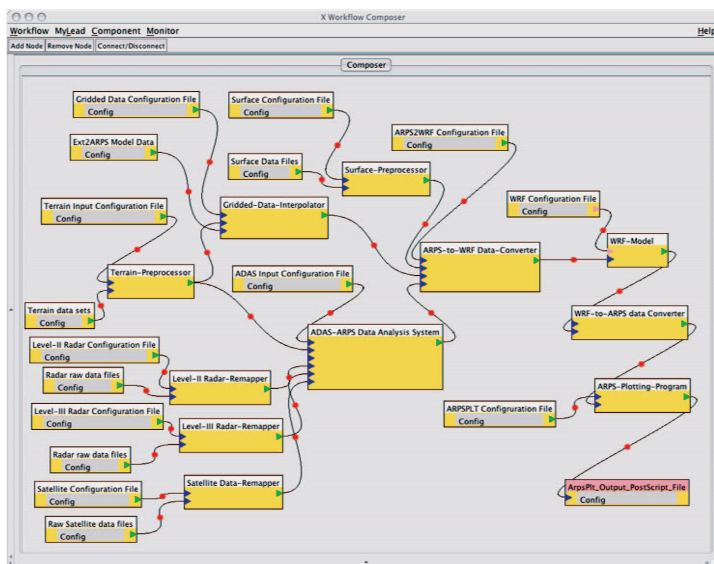 X Workflow Composer
Workflow MyLead Component Monitor Help
Add Node Remove Node Connect/Disconnect
Composer
Gridded Data Configuration File
Config
Surface Configuration File
Config
Ext2ARPS Model Data
Config
ARPS2WRF Configuration File
Config
Surface Data Files
Config
Surface-Preprocessor
Terrain Input Configuration File
Config
Gridded-Data-Interpolator
WRF Configuration File
Config
WRF-Model
ARPS-to-WRF Data-Converter
Terrain-Preprocessor
ADAS Input Configuration File
Config
Terrain data sets
Config
WRF-to-ARPS data Converter
ADAS-ARPS Data Analysis System
Level-II Radar Configuration File
Config
Radar raw data files
Config
Level-II Radar-Remapper
ARPS-Plotting-Program
Level-III Radar Configuration File
Config
ARPSPLT Configruration File
Config
Level-III Radar-Remapper
Radar raw data files
Config
Satellite Configuration File
Config
Satellite Data-Remapper
ArpsPlt_Output_PostScript_File
Config
Raw Satellite data files
Config